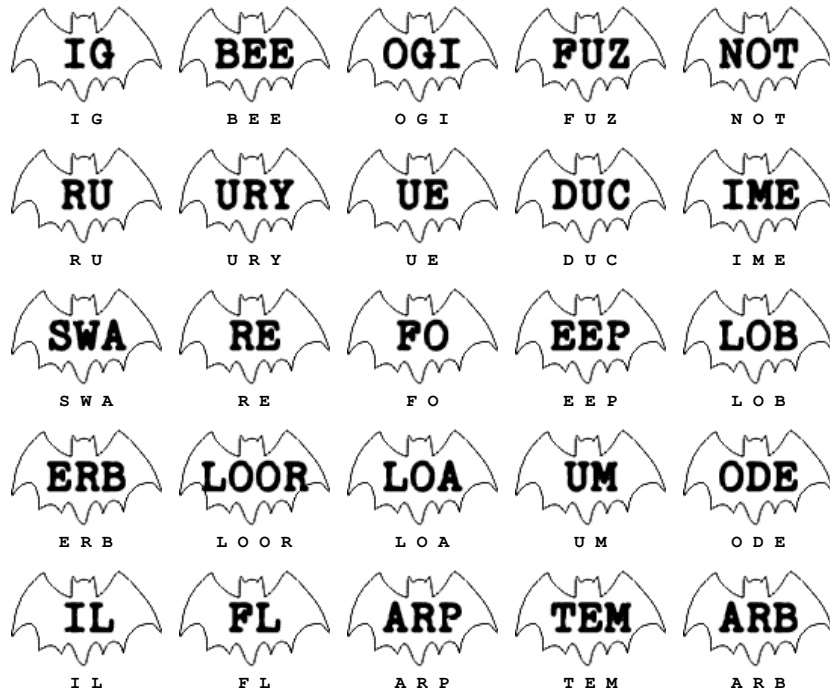 IG BEE OGI FUZ NOT
I G B E E O G I F U Z N O T
RU URY UE DUC IME
R U U R Y U E D U C I M E
SWA RE FO EEP LOB
S W A R E F O E E P L O B
ERB LOOR LOA UM ODE
E R B L O O R L O A U M O D E
IL FL ARP TEM ARB
I L F L A R P T E M A R B